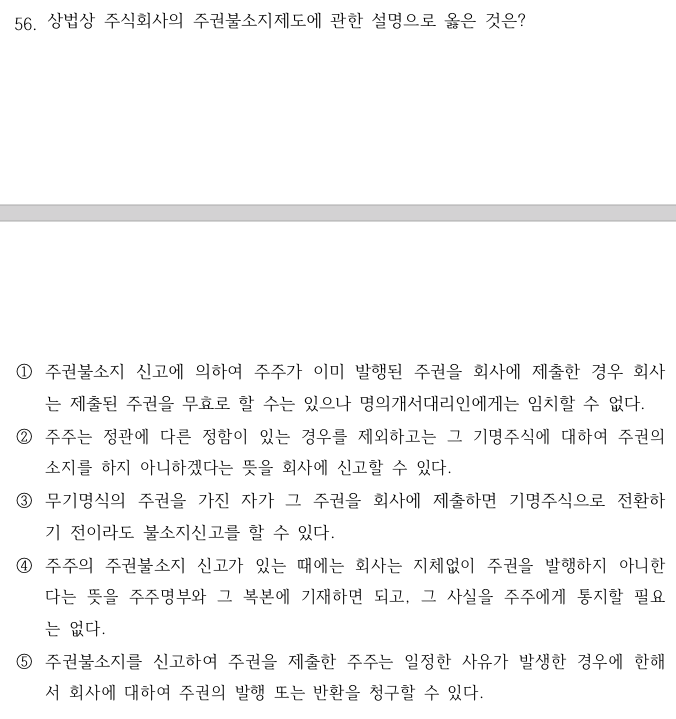 56. 상법상 주식회사의 주권불소지제도에 관한 설명으로 옳은 것은?
① 주권불소지 신고에 의하여 주주가 이미 발행된 주권을 회사에 제출한 경우 회사
는 제출된 주권을 무효로 할 수는 있으나 명의개서대리인에게는 임치할 수 없다.
② 주주는 정관에 다른 정함이 있는 경우를 제외하고는 그 기명주식에 대하여 주권의
소지를 하지 아니하겠다는 뜻을 회사에 신고할 수 있다.
③ 무기명식의 주권을 가진 자가 그 주권을 회사에 제출하면 기명주식으로 전환하
기 전이라도 불소지신고를 할 수 있다.
④ 주주의 주권불소지 신고가 있는 때에는 회사는 지체없이 주권을 발행하지 아니한
다는 뜻을 주주명부와 그 복본에 기재하면 되고, 그 사실을 주주에게 통지할 필요
는 없다.
⑤ 주권불소지를 신고하여 주권을 제출한 주주는 일정한 사유가 발생한 경우에 한해
서 회사에 대하여 주권의 발행 또는 반환을 청구할 수 있다.